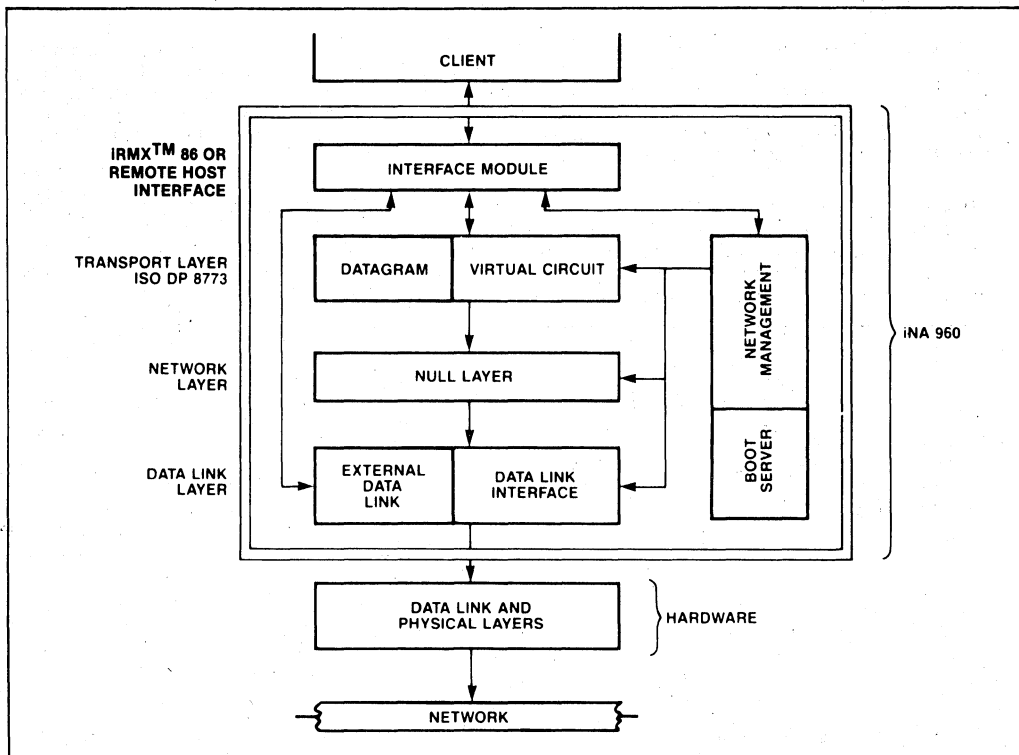 CLIENT
iRMX™ 86 OR
REMOTE HOST
INTERFACE
INTERFACE MODULE
TRANSPORT LAYER
ISO DP 8773
DATAGRAM
VIRTUAL CIRCUIT
NETWORK
MANAGEMENT
iNA 960
NETWORK
LAYER
NULL LAYER
DATA LINK
LAYER
EXTERNAL
DATA
LINK
DATA LINK
INTERFACE
BOOT
SERVER
DATA LINK AND
PHYSICAL LAYERS
HARDWARE
NETWORK